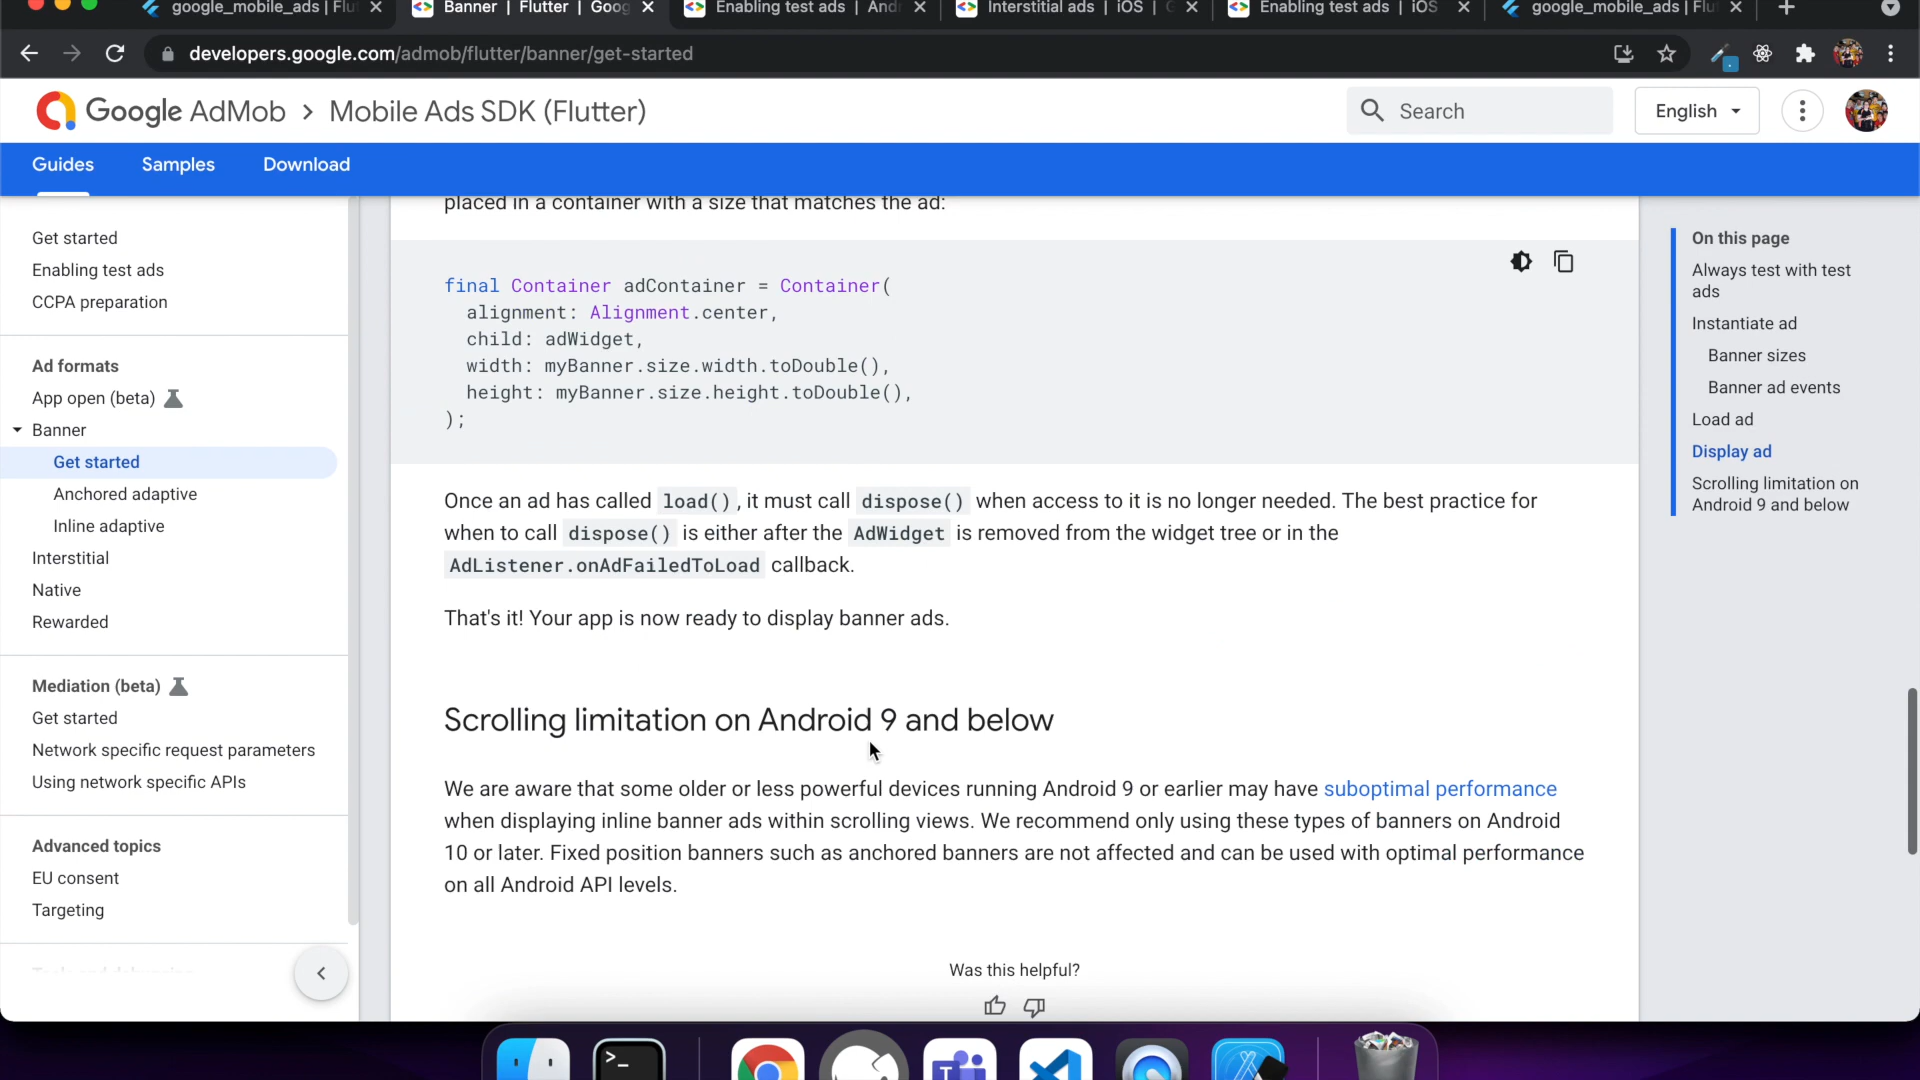 google_mobile_ads | Flut
Banner | Flutter | Goog
Enabling test ads | Andr
Interstitial ads | iOS | G
Enabling test ads | iOS
google_mobile_ads | Flut
developers.google.com/admob/flutter/banner/get-started
Google AdMob > Mobile Ads SDK (Flutter)
Search
English
Guides
Samples
Download
Get started
Enabling test ads
CCPA preparation
Ad formats
App open (beta)
Banner
Get started
Anchored adaptive
Inline adaptive
Interstitial
Native
Rewarded
Mediation (beta)
Get started
Network specific request parameters
Using network specific APIs
Advanced topics
EU consent
Targeting
placed in a container with a size that matches the ad:
final Container adContainer = Container(
alignment: Alignment.center,
child: adWidget,
width: myBanner.size.width.toDouble(),
height: myBanner.size.height.toDouble(),
);
Once an ad has called load(), it must call dispose() when access to it is no longer needed. The best practice for
when to call dispose() is either after the AdWidget is removed from the widget tree or in the
AdListener.onAdFailedToLoad callback.
That's it! Your app is now ready to display banner ads.
Scrolling limitation on Android 9 and below
We are aware that some older or less powerful devices running Android 9 or earlier may have suboptimal performance
when displaying inline banner ads within scrolling views. We recommend only using these types of banners on Android
10 or later. Fixed position banners such as anchored banners are not affected and can be used with optimal performance
on all Android API levels.
Was this helpful?
On this page
Always test with test
ads
Instantiate ad
Banner sizes
Banner ad events
Load ad
Display ad
Scrolling limitation on
Android 9 and below